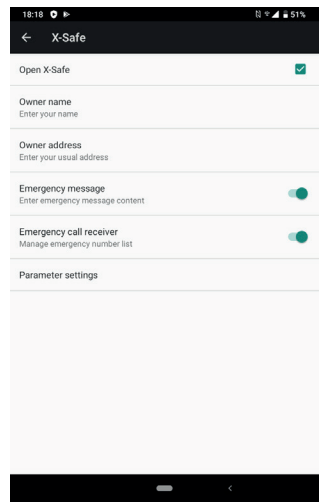 18:18 51%
X-Safe
Open X-Safe
Owner name
Enter your name
Owner address
Enter your usual address
Emergency message
Enter emergency message content
Emergency call receiver
Manage emergency number list
Parameter settings